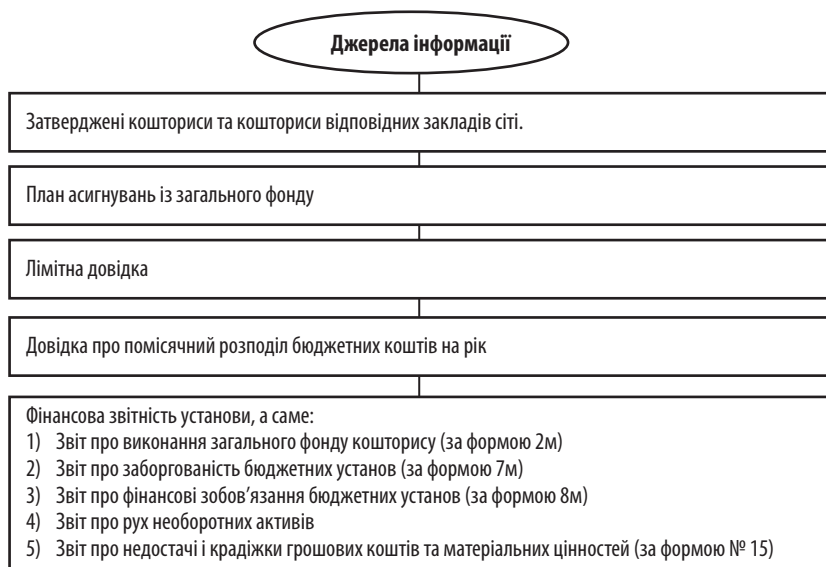 Джерела інформації
Затверджені кошториси та кошториси відповідних закладів сіті.
План асигнувань із загального фонду
Лімітна довідка
Довідка про помісячний розподіл бюджетних коштів на рік
Фінансова звітність установи, а саме:
1) Звіт про виконання загального фонду кошторису (за формою 2м)
2) Звіт про заборгованість бюджетних установ (за формою 7м)
3) Звіт про фінансові зобов’язання бюджетних установ (за формою 8м)
4) Звіт про рух необоротних активів
5) Звіт про недостачі і крадіжки грошових коштів та матеріальних цінностей (за формою № 15)